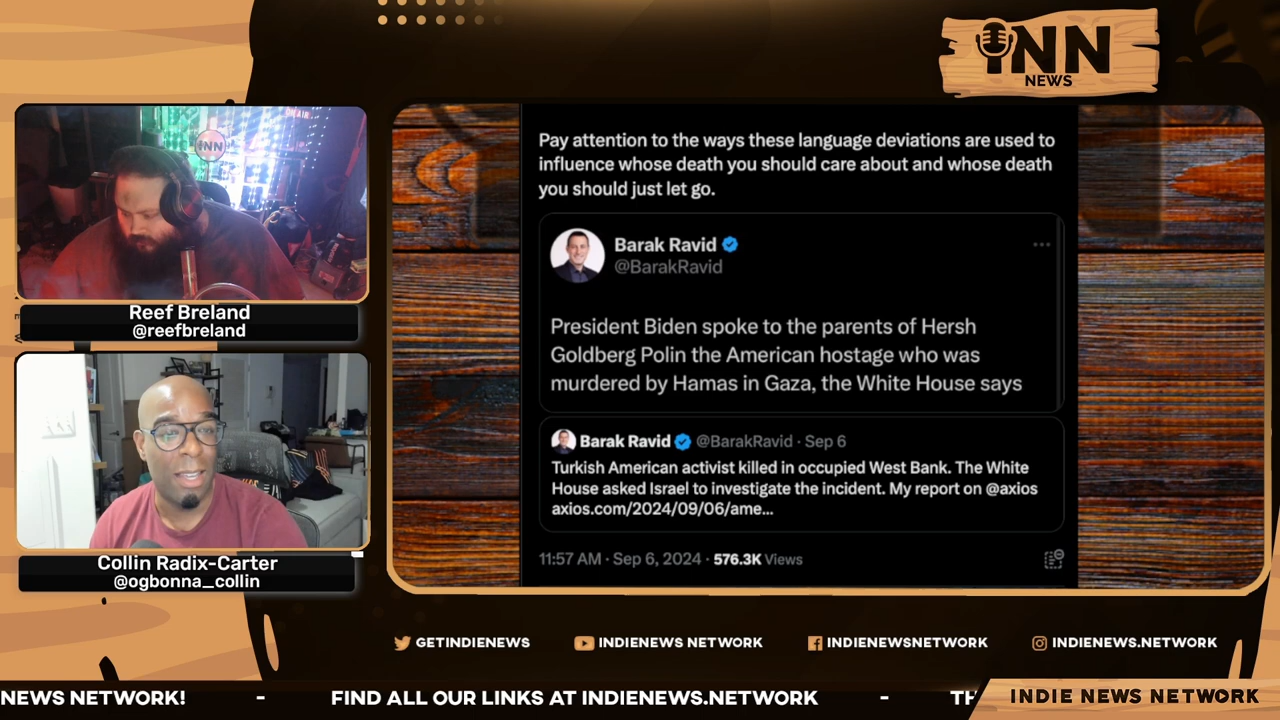 INN
NEWS
INN
Reef Breland
@reefbreland
Collin Radix-Carter
@ogbonna_collin
Pay attention to the ways these language deviations are used to
influence whose death you should care about and whose death
you should just let go.
Barak Ravid
@BarakRavid
President Biden spoke to the parents of Hersh
Goldberg Polin the American hostage who was
murdered by Hamas in Gaza, the White House says
Barak Ravid @BarakRavid · Sep 6
Turkish American activist killed in occupied West Bank. The White
House asked Israel to investigate the incident. My report on @axios
axios.com/2024/09/06/ame...
11:57 AM · Sep 6, 2024 · 576.3K Views
GETINDIENEWS INDIENEWS NETWORK INDIENEWSNETWORK INDIENEWS.NETWORK
NEWS NETWORK! - FIND ALL OUR LINKS AT INDIENEWS.NETWORK - TH
INDIE NEWS NETWORK